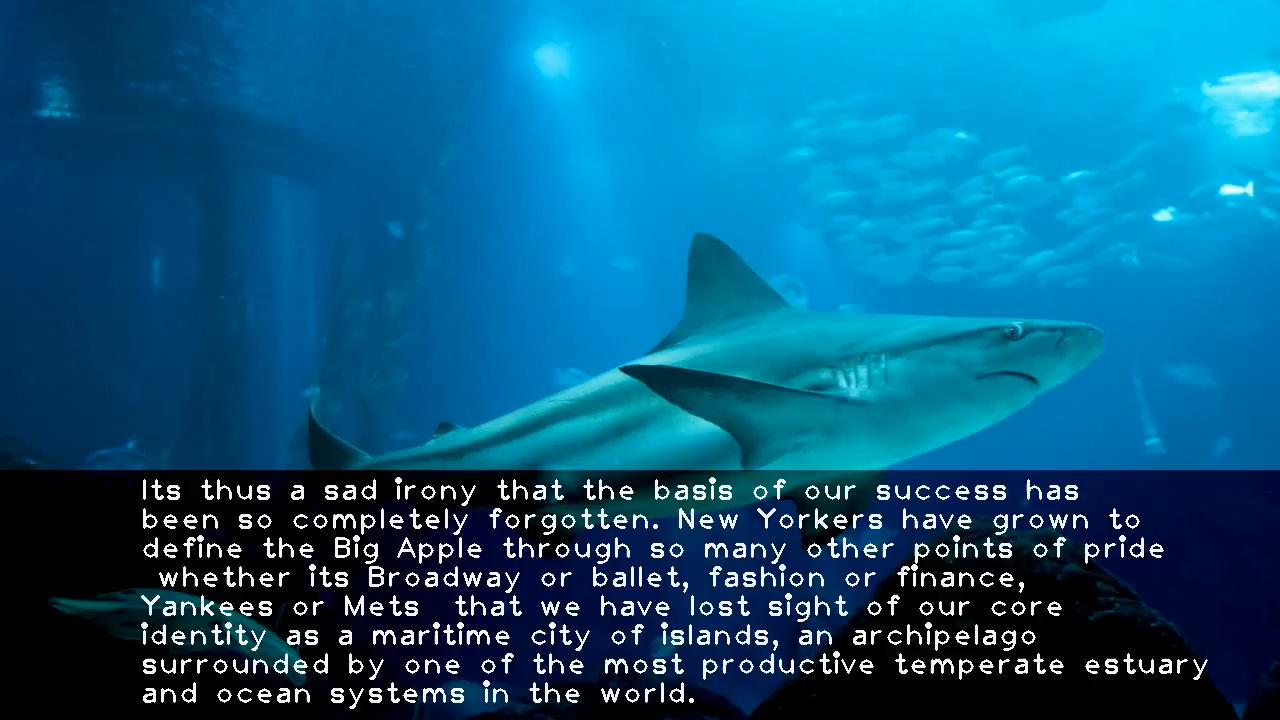 Its thus a sad irony that the basis of our success has
been so completely forgotten. New Yorkers have grown to
define the Big Apple through so many other points of pride
whether its Broadway or ballet, fashion or finance,
Yankees or Mets  that we have lost sight of our core
identity as a maritime city of islands, an archipelago
surrounded by one of the most productive temperate estuary
and ocean systems in the world.